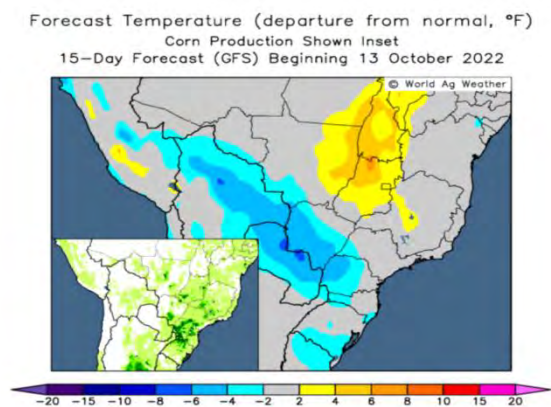 Forecast Temperature (departure from normal, °F)
Corn Production Shown Inset
15-Day Forecast (GFS) Beginning 13 October 2022
© World Ag Weather
-20 -15 -10 -8 -6 -4 -2 2 4 6 8 10 15 20